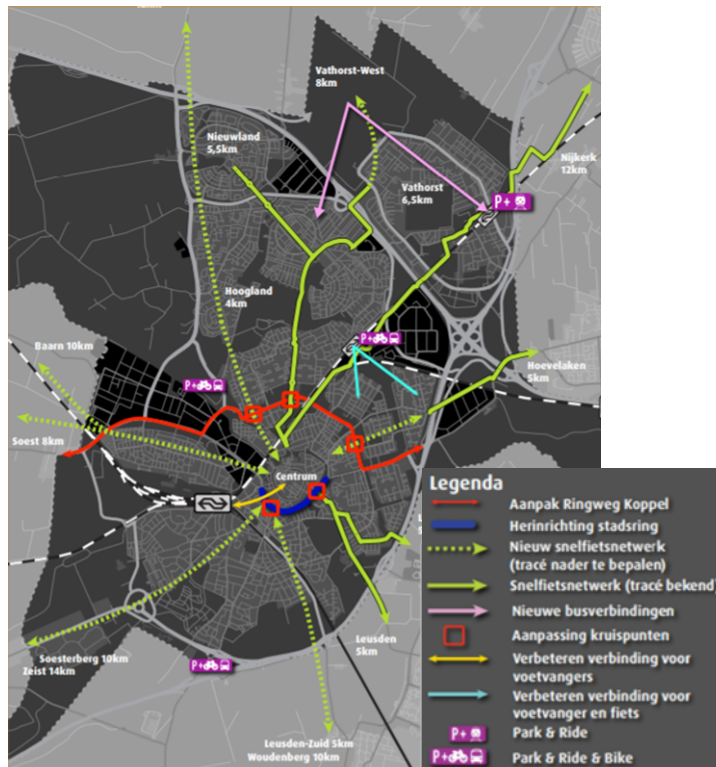 Vathorst-West
8km
Nieuwland
5,5km
Vathorst
6,5km
Nijkerk
12km
P+
Hoogland
4km
Baarn 10km
P+
P+
Hoevelaken
5km
Soest 8km
Centrum
Leusden
5km
Soesterberg 10km
Zeist 14km
P+
Leusden-Zuid 5km
Woudenberg 10km
Legenda
Aanpak Ringweg Koppel
Herinrichting stadsring
Nieuw snelfietsnetwerk
(tracé nader te bepalen)
Snelfietsnetwerk (tracé bekend)
Nieuwe busverbindingen
Aanpassing kruispunten
Verbeteren verbinding voor
voetvangers
Verbeteren verbinding voor
voetvanger en fiets
P+ Park & Ride
P+ Park & Ride & Bike